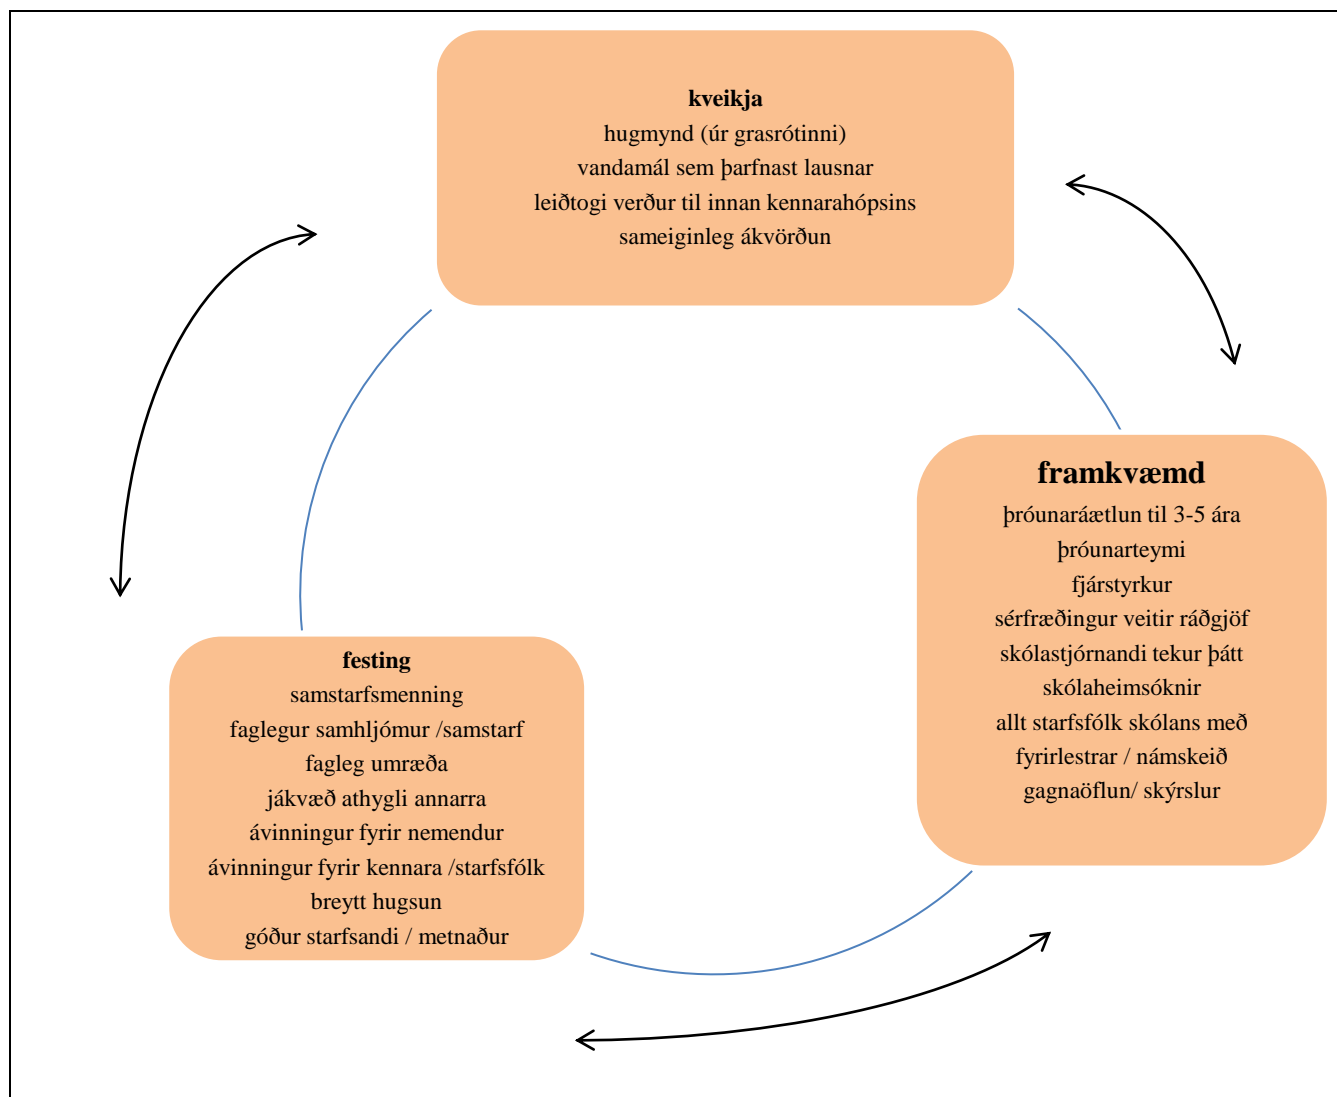 kveikja
hugmynd (úr grasrótinni)
vandamál sem þarfnast lausnar
leiðtogi verður til innan kennarahópsins
sameiginleg ákvörðun
framkvæmd
þróunaráætlun til 3-5 ára
þróunarteymi
fjárstyrkur
sérfræðingur veitir ráðgjöf
skólastjórnandi tekur þátt
skólaheimsóknir
allt starfsfólk skólans með
fyrirlestrar / námskeið
gagnaöflun/ skýrslur
festing
samstarfsmenning
faglegur samhljómur /samstarf
fagleg umræða
jákvæð athygli annarra
ávinningur fyrir nemendur
ávinningur fyrir kennara /starfsfólk
breytt hugsun
góður starfsandi / metnaður